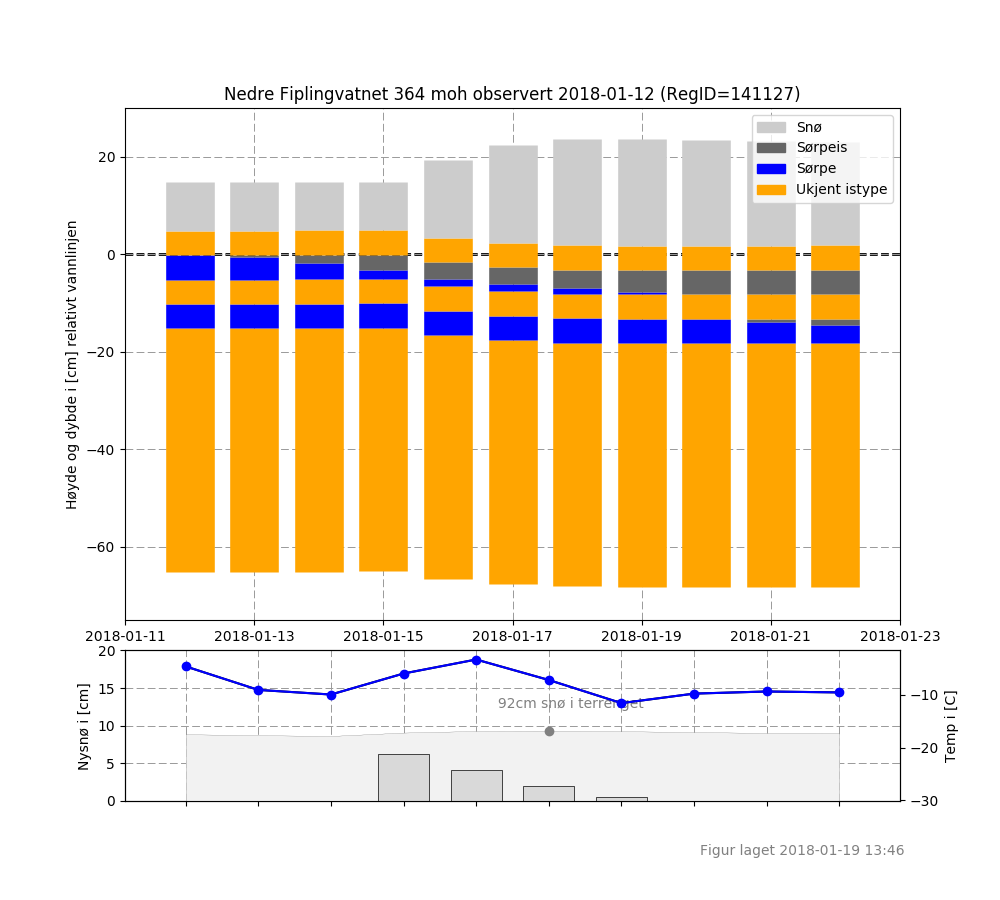 Nedre Fiplingvatnet 364 moh observert 2018-01-12 (RegID=141127)
Snø
Sørpeis
Sørpe
Ukjent istype
Høyde og dybde i [cm] relativt vannlinjen
20
0
−20
−40
−60
2018-01-11 2018-01-13 2018-01-15 2018-01-17 2018-01-19 2018-01-21 2018-01-23
Nysnø i [cm]
20
15
10
5
0
92cm snø i terrenget
−10
−20
−30
Temp i [C]
Figur laget 2018-01-19 13:46